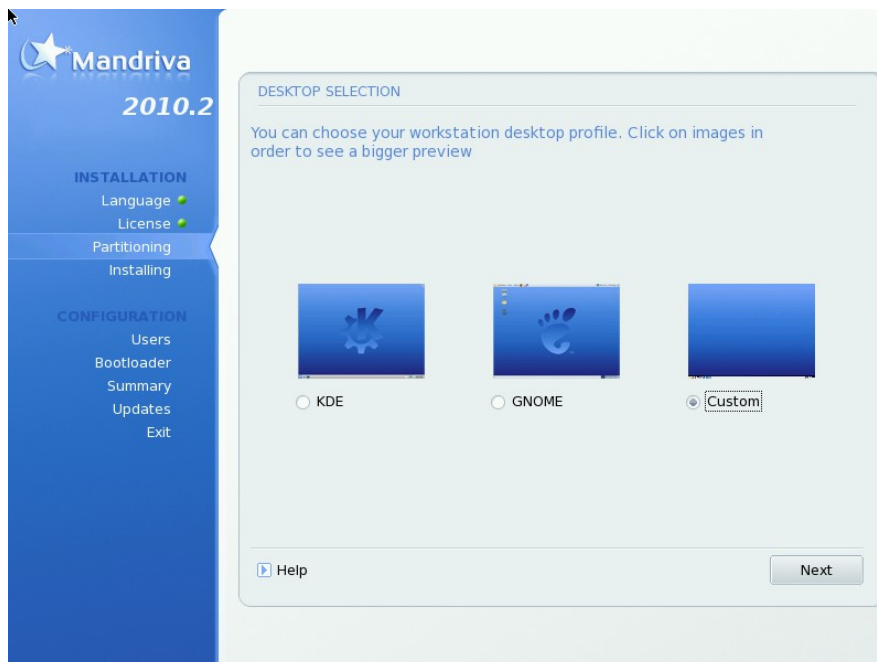 Mandriva
2010.2
INSTALLATION
Language
License
Partitioning
Installing
CONFIGURATION
Users
Bootloader
Summary
Updates
Exit
DESKTOP SELECTION
You can choose your workstation desktop profile. Click on images in
order to see a bigger preview
KDE
GNOME
Custom
Help
Next